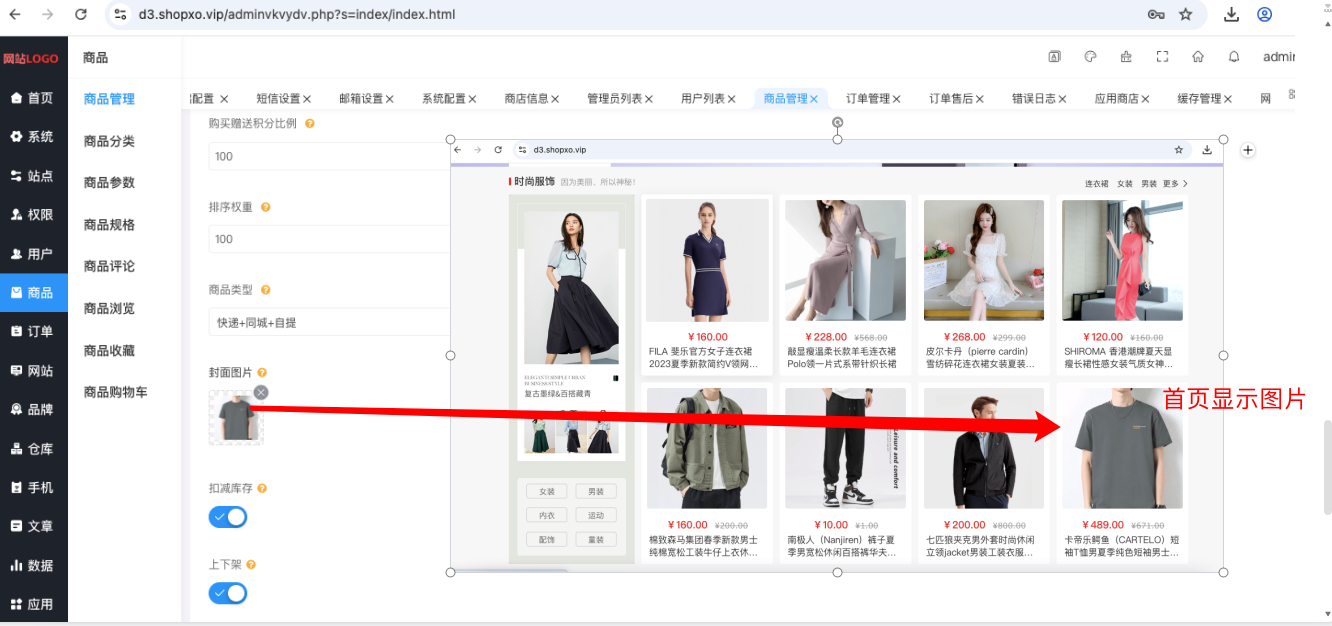 d3.shopxo.vip/adminvkvydv.php?s=index/index.html
网站LOGO
商品
admin
首页
系统
站点
权限
用户
商品
订单
网站
品牌
仓库
手机
文章
数据
应用
商品管理
商品分类
商品参数
商品规格
商品评论
商品浏览
商品收藏
商品购物车
配置 短信设置 邮箱设置 系统配置 商店信息 管理员列表 用户列表 商品管理 订单管理 订单售后 错误日志 应用商店 缓存管理 网
购买赠送积分比例
100
排序权重
100
商品类型
快递+同城+自提
封面图片
扣减库存
上下架
d3.shopxo.vip
时尚服饰 因为美丽，所以神秘！
连衣裙 女装 男装 更多
ELEGANT/SIMPLE/URBAN
BUSINESS/STYLE
复古墨绿&百搭藏青
女装 男装
内衣 运动
配饰 童装
¥160.00
FILA 斐乐官方女子连衣裙
2023夏季新款简约V领网...
¥228.00 ¥568.00
敲显瘦温柔长款羊毛连衣裙
Polo领一片式系带针织长裙
¥268.00 ¥299.00
皮尔卡丹（pierre cardin）
雪纺碎花连衣裙女装夏装...
¥120.00 ¥160.00
SHIROMA 香港潮牌夏天显
瘦长裙性感女装气质女神...
首页显示图片
Leisure and comfort
¥160.00 ¥200.00
棉致森马集团春季新款男士
纯棉宽松工装牛仔上衣休...
¥10.00 ¥1.00
南极人（Nanjiren）裤子夏
季男宽松休闲百搭裤华夫...
¥200.00 ¥800.00
七匹狼夹克男外套时尚休闲
立领jacket男装工装衣服...
¥489.00 ¥671.00
卡帝乐鳄鱼（CARTELO）短
袖T恤男夏季纯色短袖男士...